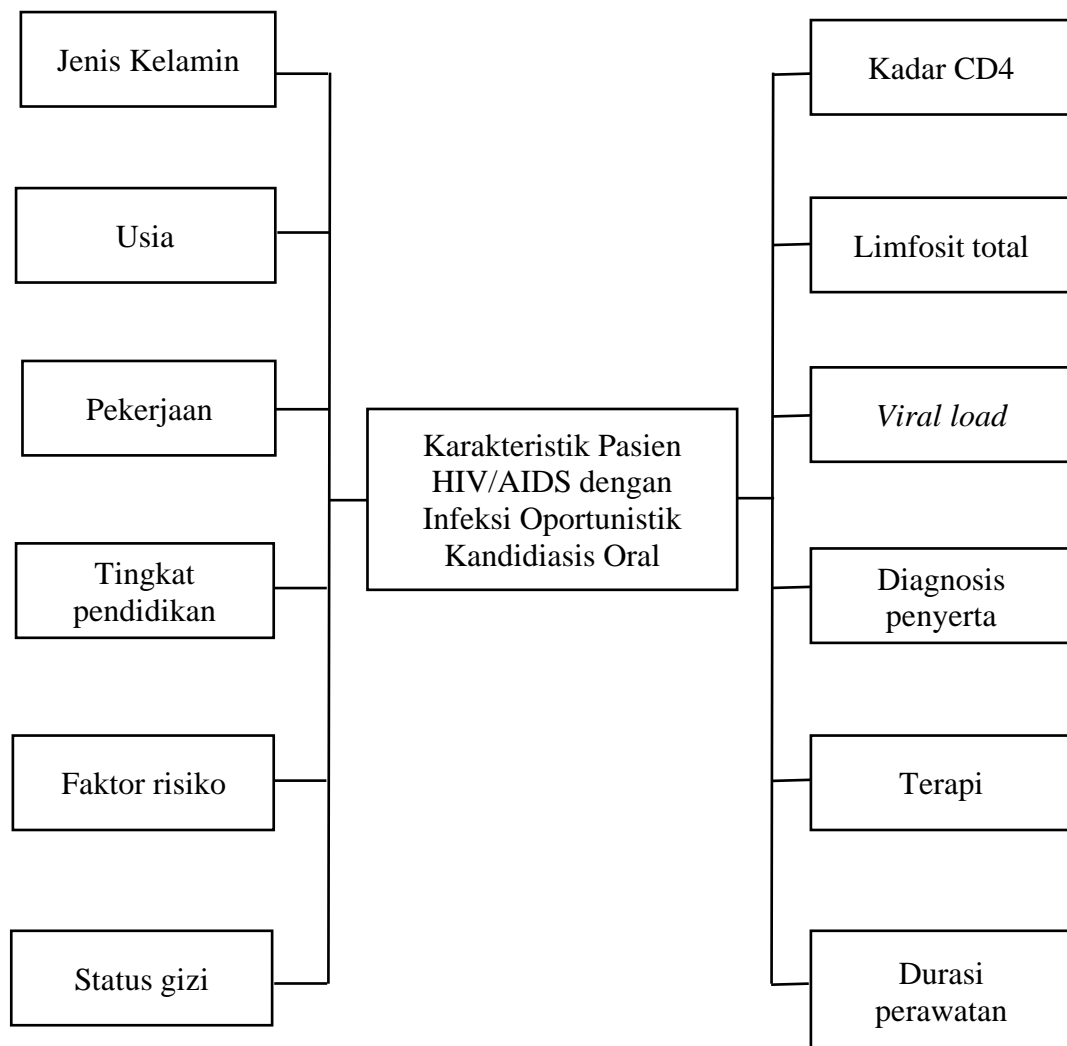 Jenis Kelamin
Usia
Pekerjaan
Tingkat
pendidikan
Faktor risiko
Status gizi
Karakteristik Pasien
HIV/AIDS dengan
Infeksi Oportunistik
Kandidiasis Oral
Kadar CD4
Limfosit total
Viral load
Diagnosis
penyerta
Terapi
Durasi
perawatan